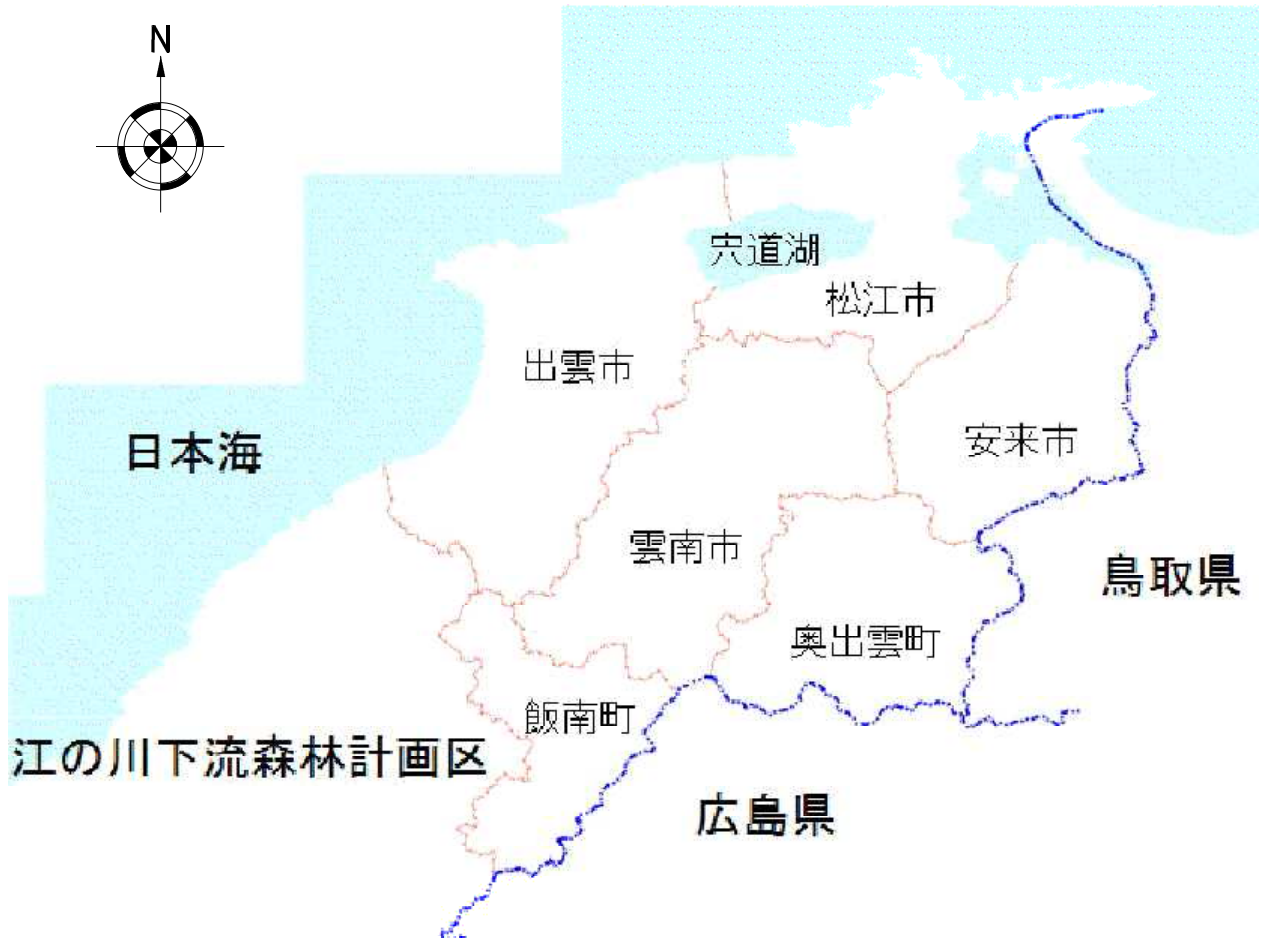 N
宍道湖
松江市
出雲市
日本海
安来市
雲南市
鳥取県
奥出雲町
飯南町
江の川下流森林計画区
広島県